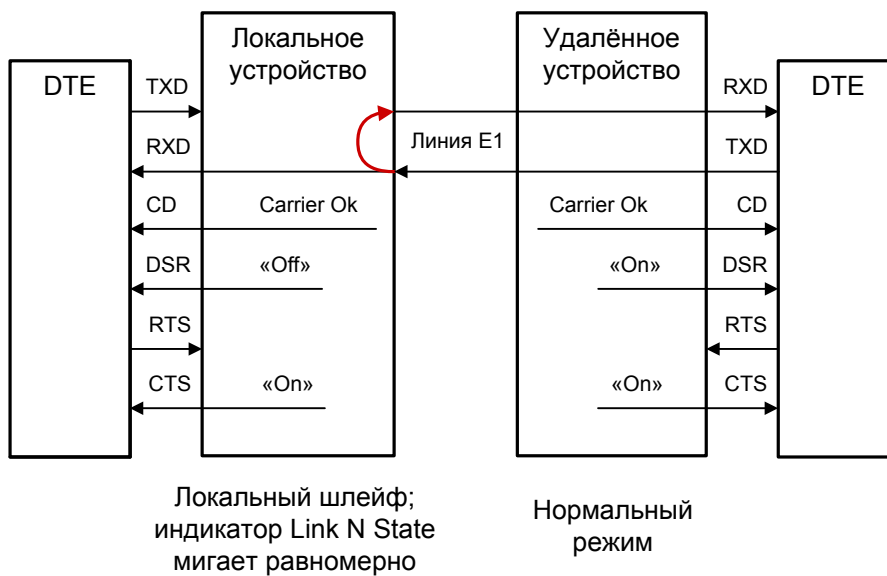 Локальное
устройство
Удалённое
устройство
DTE
TXD
RXD
DTE
RXD
Линия E1
TXD
CD
Carrier Ok
Carrier Ok
CD
DSR
«Off»
«On»
DSR
RTS
RTS
CTS
«On»
«On»
CTS
Локальный шлейф;
индикатор Link N State
мигает равномерно
Нормальный
режим